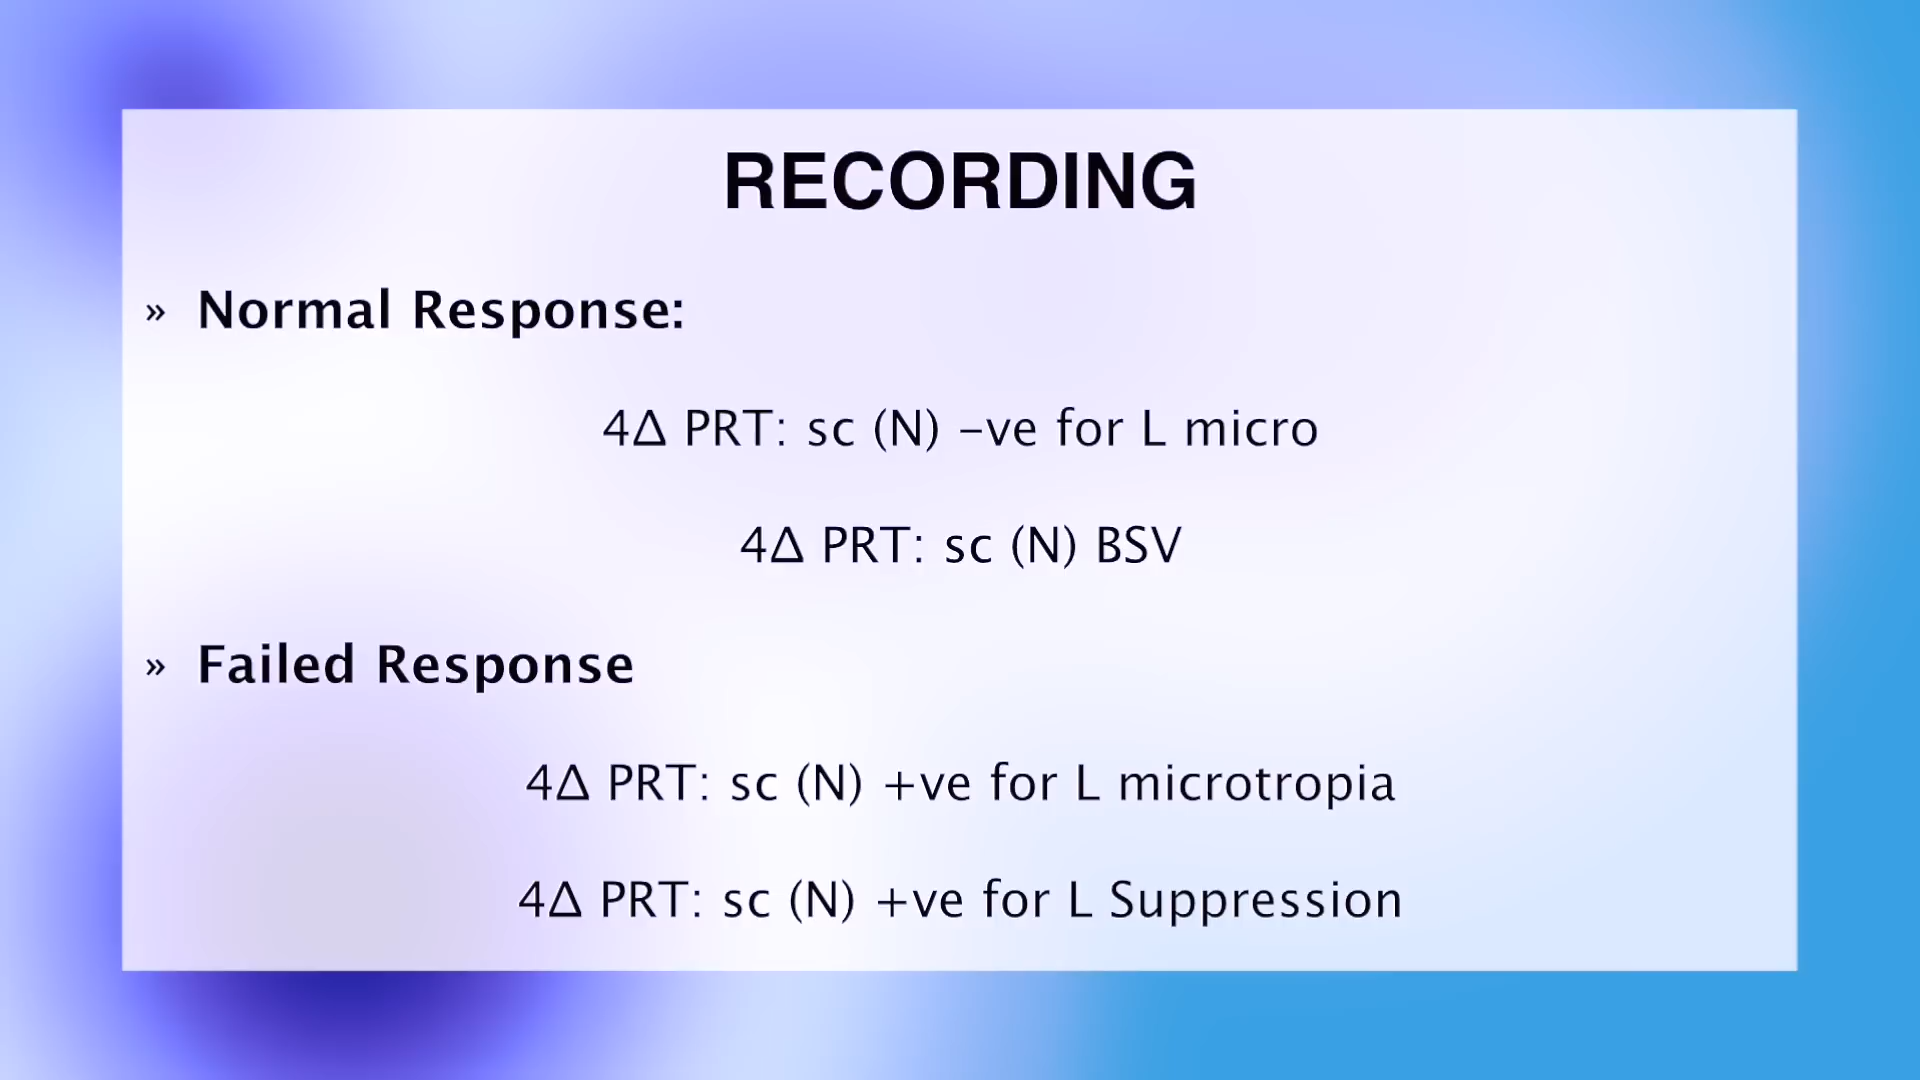 RECORDING
» Normal Response:
4Δ PRT: sc (N) –ve for L micro
4Δ PRT: sc (N) BSV
» Failed Response
4Δ PRT: sc (N) +ve for L microtropia
4Δ PRT: sc (N) +ve for L Suppression